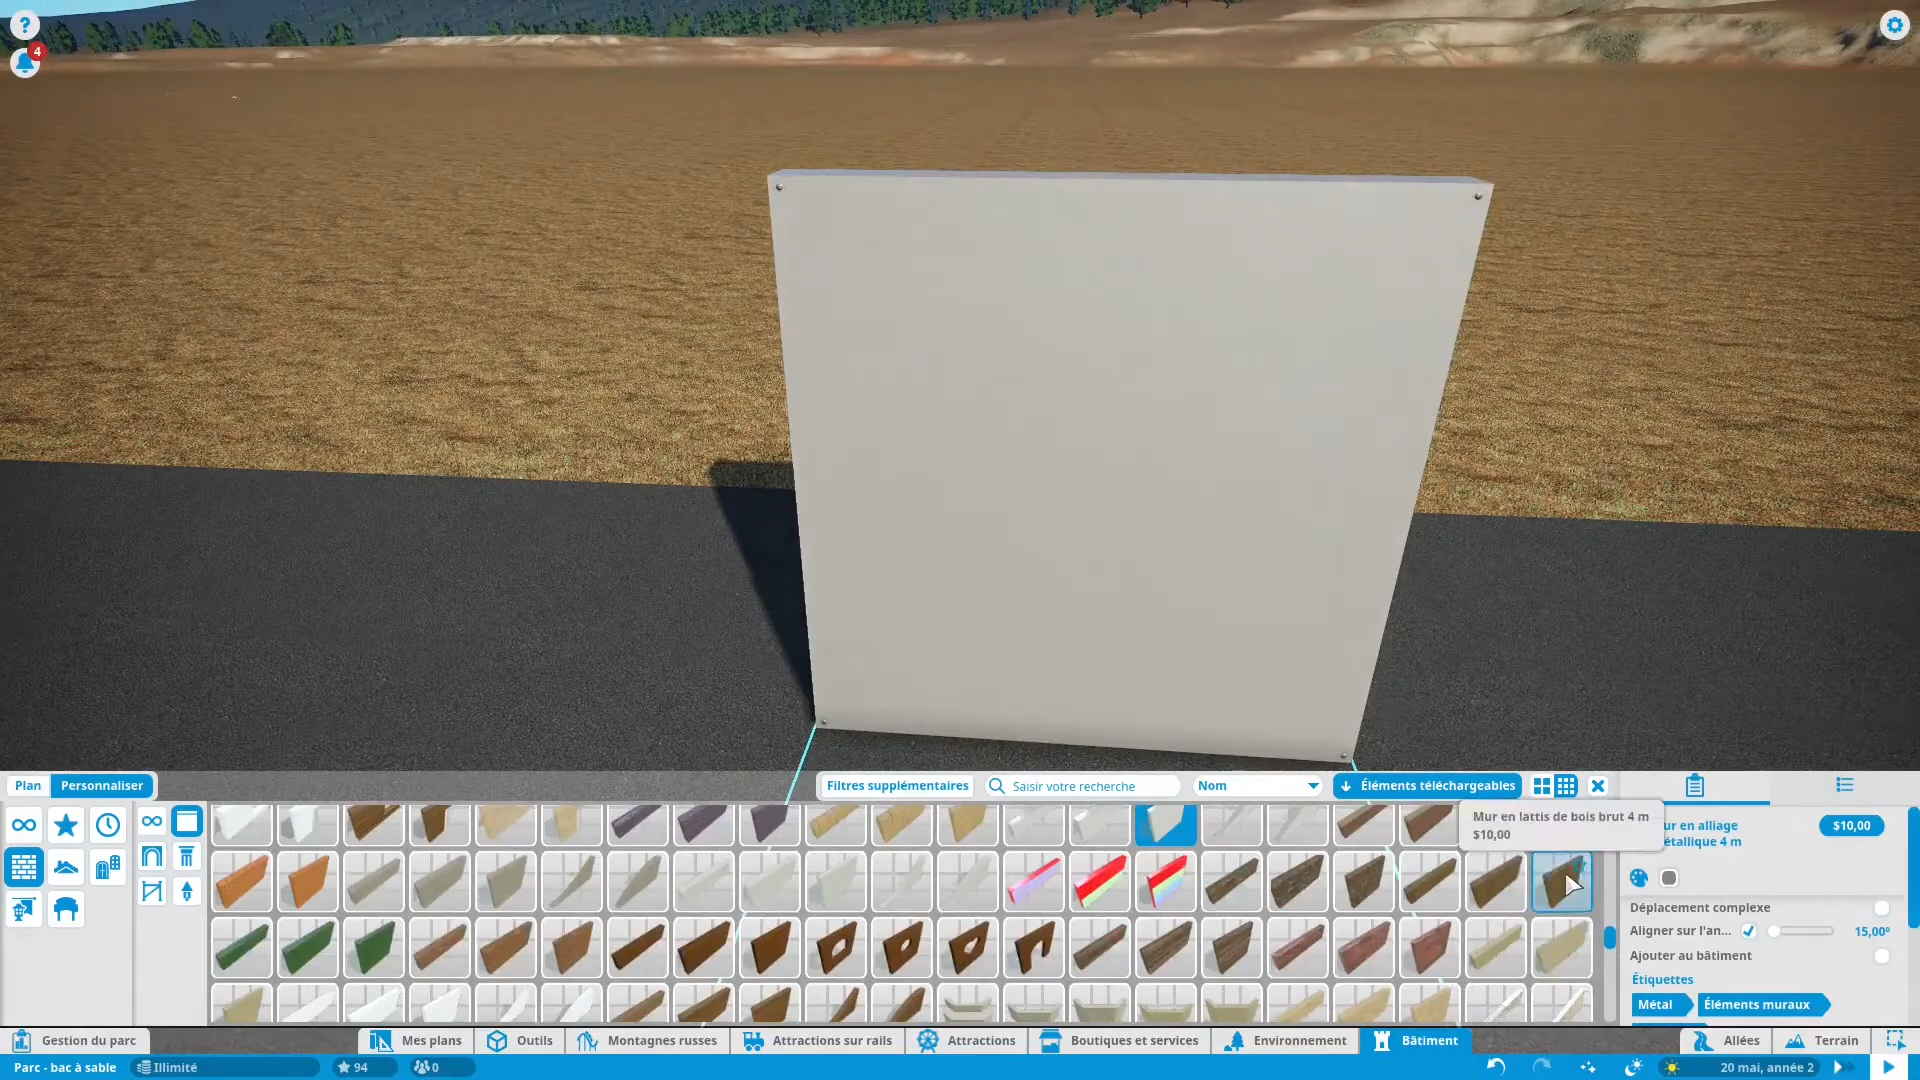 ?
4
Plan
Personnaliser
Filtres supplémentaires
Saisir votre recherche
Nom
Éléments téléchargeables
Mur en lattis de bois brut 4 m
$10,00
ur en alliage
étallique 4 m
$10,00
Déplacement complexe
Aligner sur l'an...
15,00°
Ajouter au bâtiment
Étiquettes
Métal
Éléments muraux
Gestion du parc
Mes plans
Outils
Montagnes russes
Attractions sur rails
Attractions
Boutiques et services
Environnement
Bâtiment
Allées
Terrain
Parc - bac à sable
Illimité
94
0
20 mai, année 2